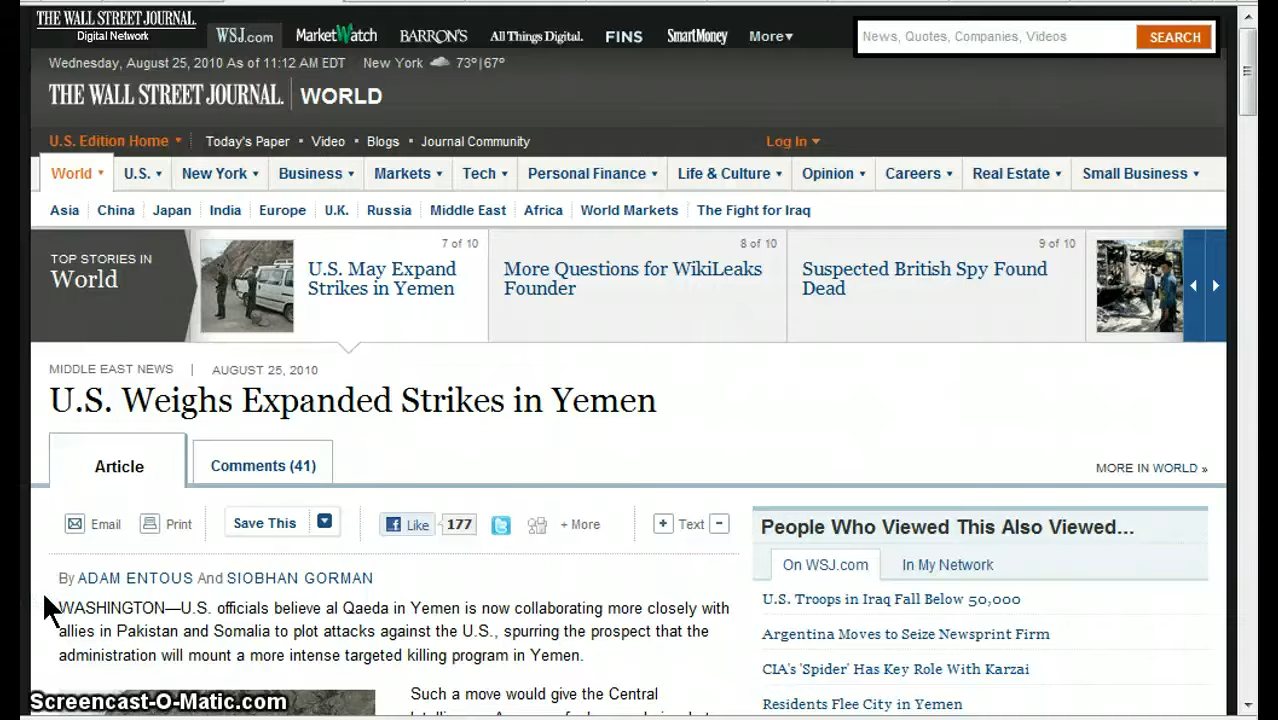 THE WALL STREET JOURNAL.
Digital Network
WSJ.com
MarketWatch
BARRON'S
All Things Digital.
FINS
SmartMoney
More
News, Quotes, Companies, Videos
SEARCH
Wednesday, August 25, 2010 As of 11:12 AM EDT New York 73º|67º
THE WALL STREET JOURNAL. WORLD
U.S. Edition Home Today's Paper • Video • Blogs • Journal Community Log In
World U.S. New York Business Markets Tech Personal Finance Life & Culture Opinion Careers Real Estate Small Business
Asia China Japan India Europe U.K. Russia Middle East Africa World Markets The Fight for Iraq
TOP STORIES IN
World
7 of 10
U.S. May Expand
Strikes in Yemen
8 of 10
More Questions for WikiLeaks
Founder
9 of 10
Suspected British Spy Found
Dead
MIDDLE EAST NEWS | AUGUST 25, 2010
U.S. Weighs Expanded Strikes in Yemen
Article
Comments (41)
MORE IN WORLD »
Email Print Save This Like 177 + More + Text −
By ADAM ENTOUS And SIOBHAN GORMAN
WASHINGTON—U.S. officials believe al Qaeda in Yemen is now collaborating more closely with
allies in Pakistan and Somalia to plot attacks against the U.S., spurring the prospect that the
administration will mount a more intense targeted killing program in Yemen.
Such a move would give the Central
People Who Viewed This Also Viewed...
On WSJ.com In My Network
U.S. Troops in Iraq Fall Below 50,000
Argentina Moves to Seize Newsprint Firm
CIA's 'Spider' Has Key Role With Karzai
Residents Flee City in Yemen
Screencast-O-Matic.com